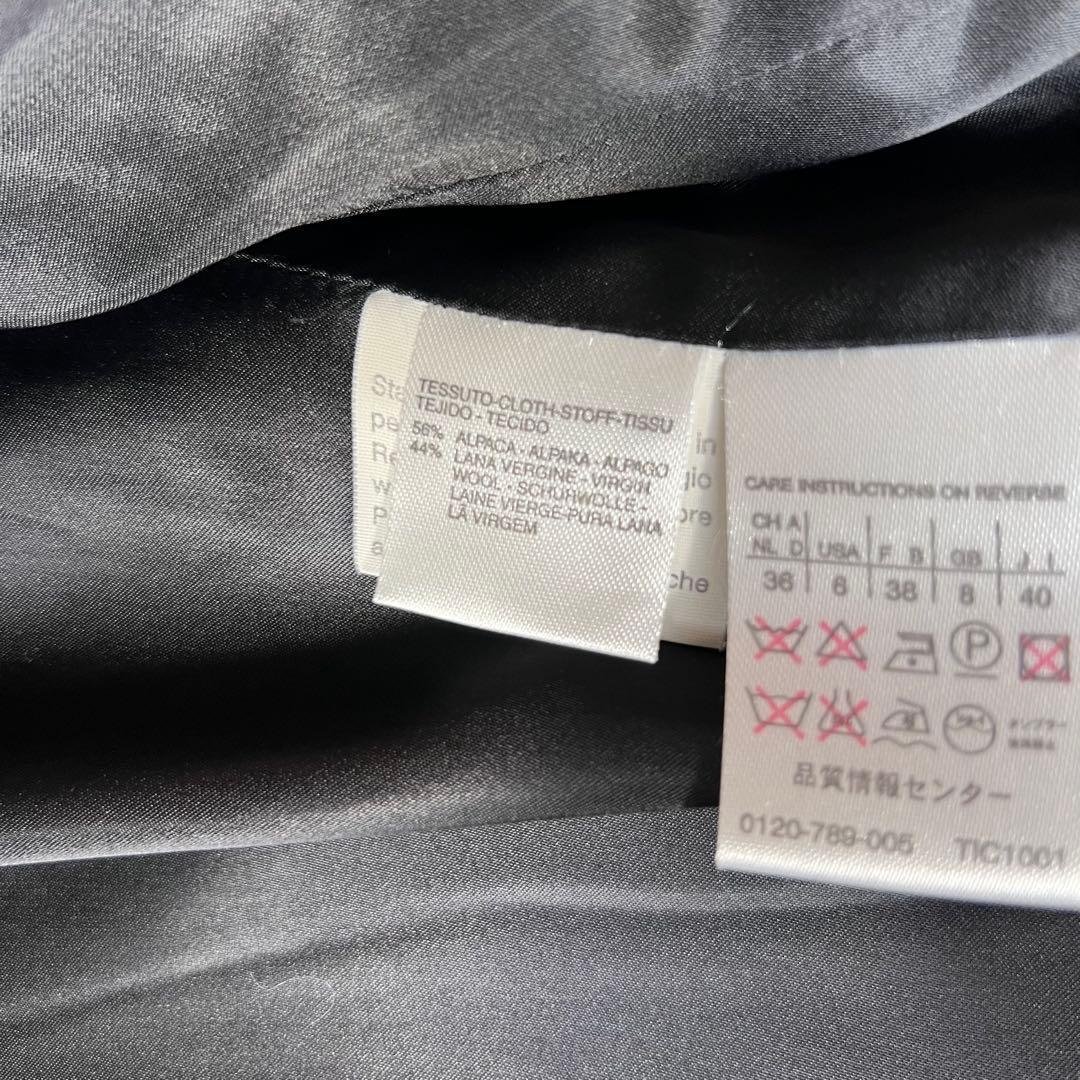 TESSUTO-CLOTH-STOFF-TISSU
TEJIDO - TECIDO
56% ALPACA - ALPAKA - ALPAGO
44% LANA VERGINE - VIRGIN
WOOL - SCHURWOLLE -
LAINE VIERGE-PURA LANA
LÃ VIRGEM
CARE INSTRUCTIONS ON REVERSE
CH A
NL D USA F B GB J I
36 6 38 8 40
P
品質情報センター
0120-789-005 TIC1001